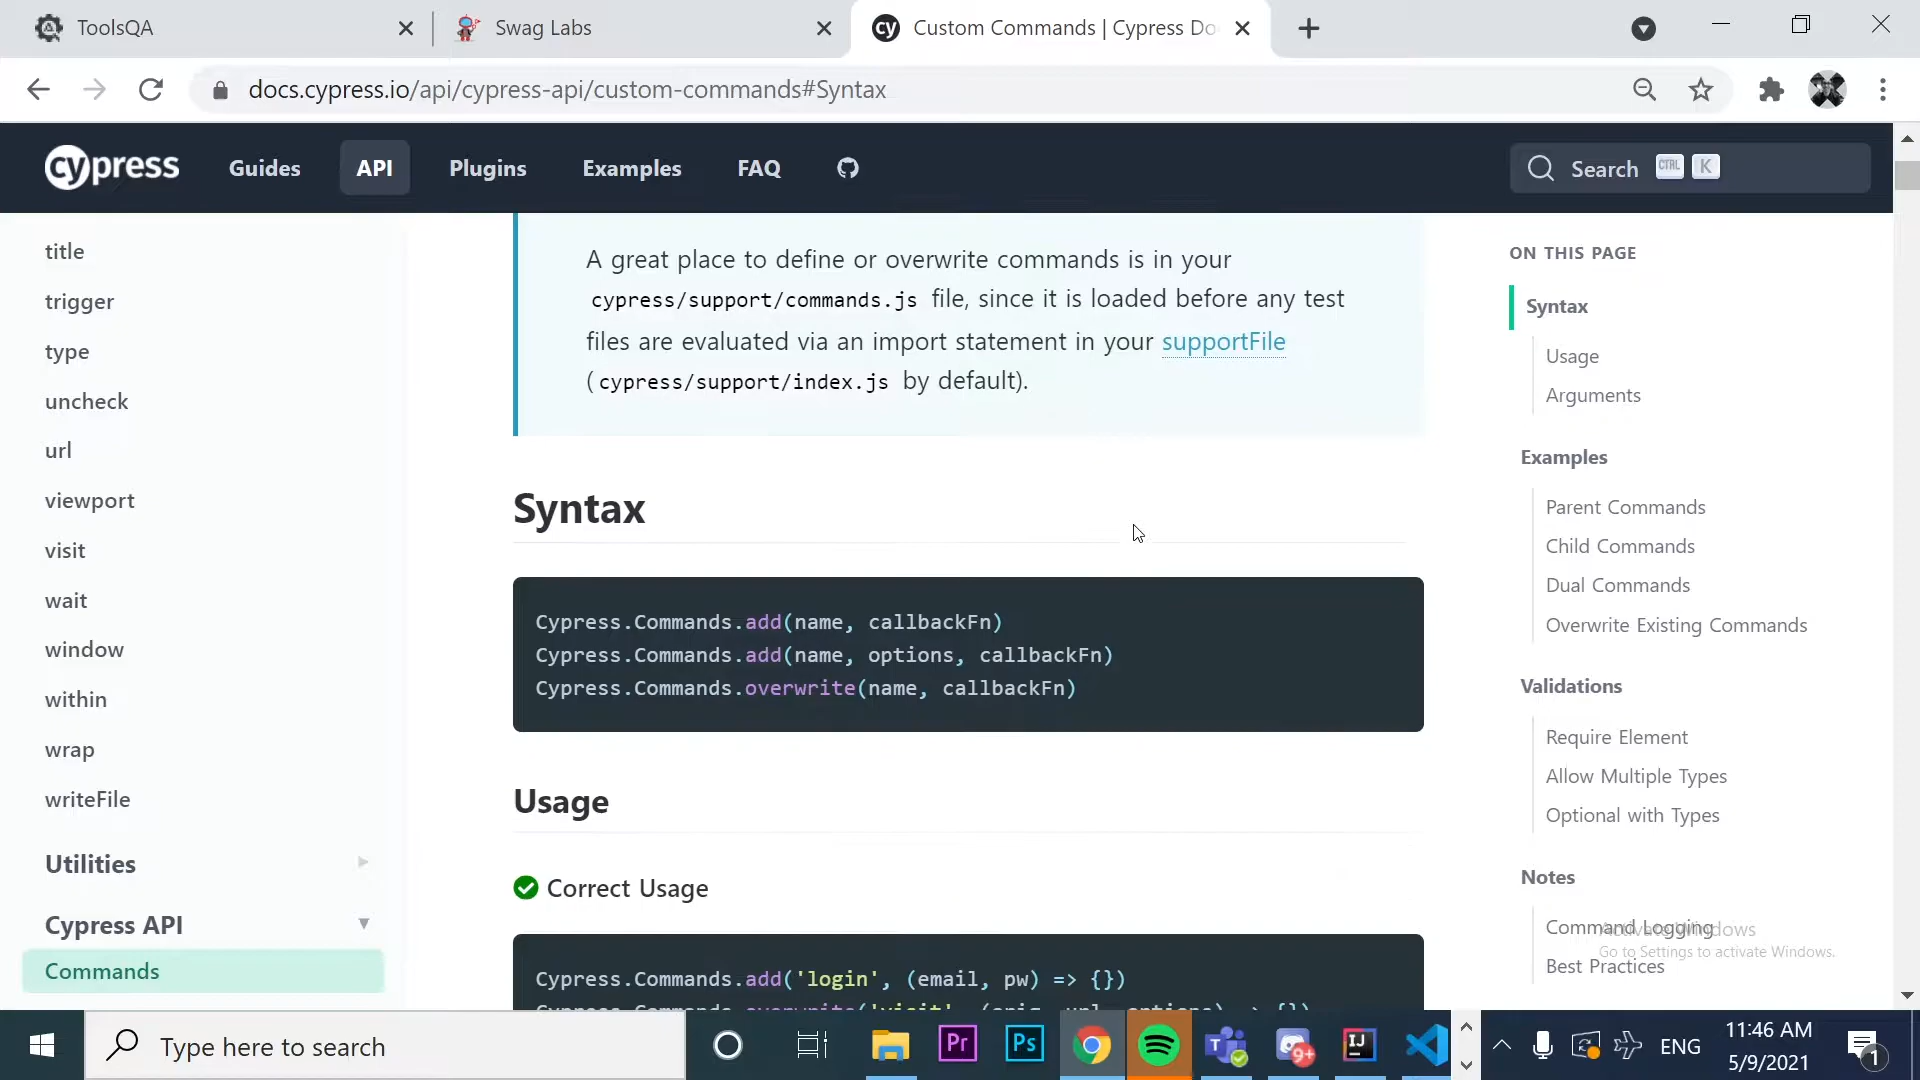 ToolsQA
Swag Labs
Custom Commands | Cypress Do
docs.cypress.io/api/cypress-api/custom-commands#Syntax
cypress
Guides
API
Plugins
Examples
FAQ
Search
CTRL
K
title
trigger
type
uncheck
url
viewport
visit
wait
window
within
wrap
writeFile
Utilities
Cypress API
Commands
A great place to define or overwrite commands is in your
cypress/support/commands.js file, since it is loaded before any test
files are evaluated via an import statement in your supportFile
(cypress/support/index.js by default).
Syntax
Cypress.Commands.add(name, callbackFn)
Cypress.Commands.add(name, options, callbackFn)
Cypress.Commands.overwrite(name, callbackFn)
Usage
Correct Usage
Cypress.Commands.add('login', (email, pw) => {})
ON THIS PAGE
Syntax
Usage
Arguments
Examples
Parent Commands
Child Commands
Dual Commands
Overwrite Existing Commands
Validations
Require Element
Allow Multiple Types
Optional with Types
Notes
Command Logging
Best Practices
Activate Windows
Go to Settings to activate Windows.
Type here to search
Pr
Ps
T
9+
IJ
ENG
11:46 AM
5/9/2021
1